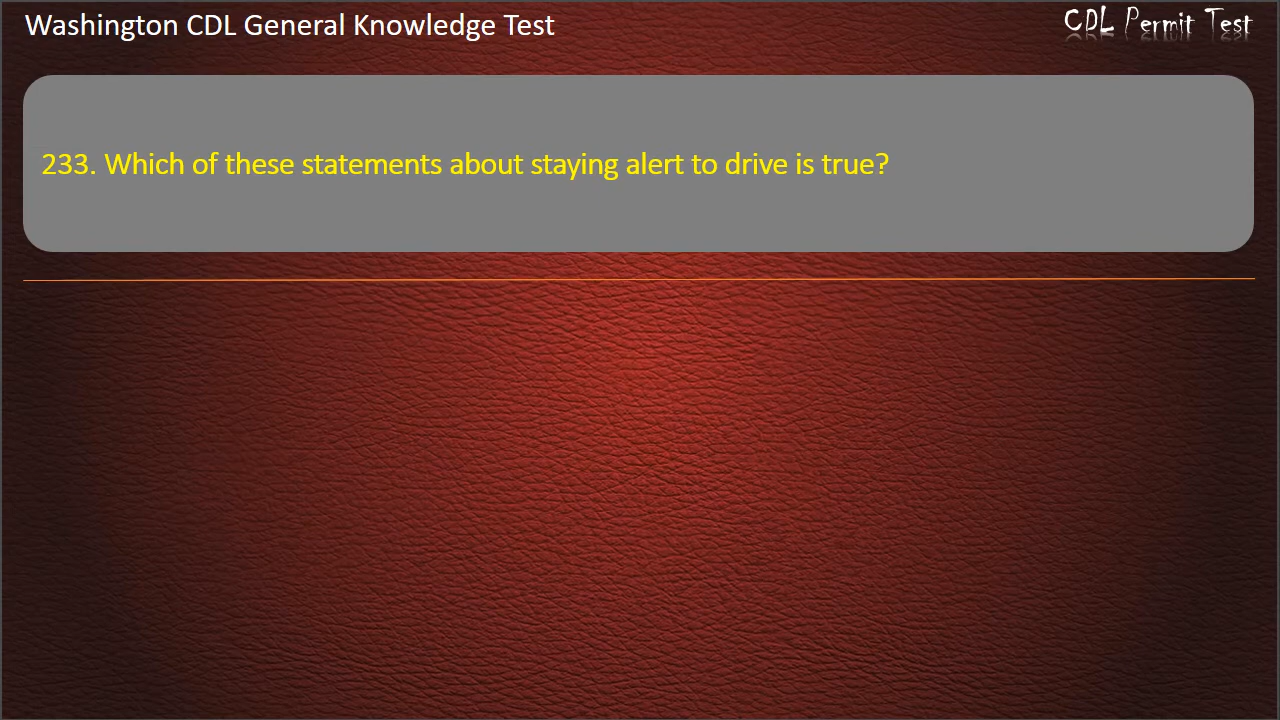 Washington CDL General Knowledge Test
CDL Permit Test
233. Which of these statements about staying alert to drive is true?